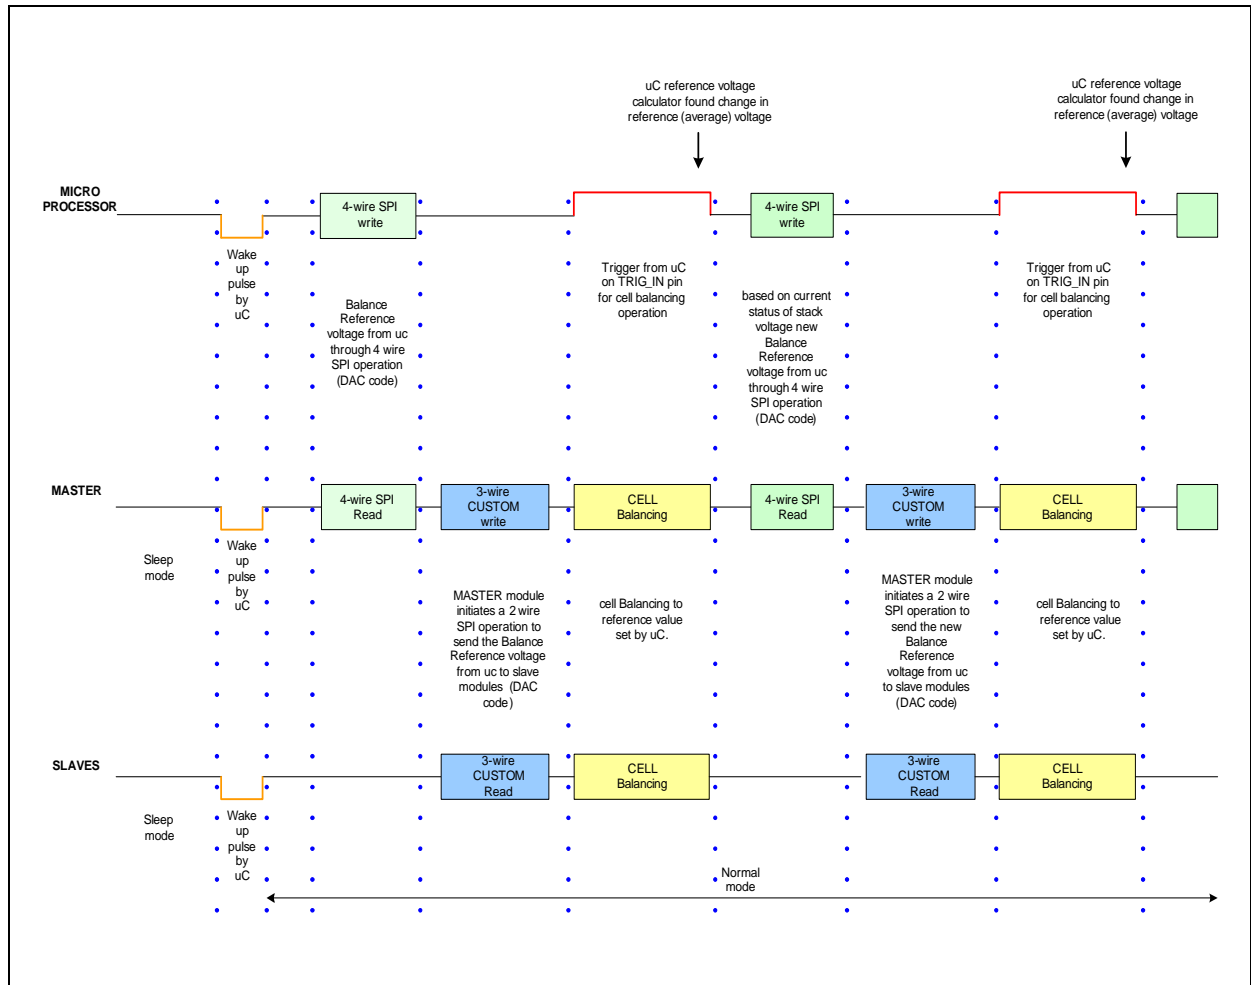 uC reference voltage
calculator found change in
reference (average) voltage
uC reference voltage
calculator found change in
reference (average) voltage
MICRO
PROCESSOR
4-wire SPI
write
4-wire SPI
write
Wake
up
pulse
by
uC
Balance
Reference
voltage from uc
through 4 wire
SPI operation
(DAC code)
Trigger from uC
on TRIG_IN pin
for cell balancing
operation
based on current
status of stack
voltage new
Balance
Reference
voltage from uc
through 4 wire
SPI operation
(DAC code)
Trigger from uC
on TRIG_IN pin
for cell balancing
operation
MASTER
4-wire SPI
Read
3-wire
CUSTOM
write
CELL
Balancing
4-wire SPI
Read
3-wire
CUSTOM
write
CELL
Balancing
Sleep
mode
Wake
up
pulse
by
uC
MASTER module
initiates a 2 wire
SPI operation to
send the Balance
Reference voltage
from uc to slave
modules (DAC
code)
cell Balancing to
reference value
set by uC.
MASTER module
initiates a 2 wire
SPI operation to
send the new
Balance
Reference
voltage from uc
to slave modules
(DAC code)
cell Balancing to
reference value
set by uC.
SLAVES
3-wire
CUSTOM
Read
CELL
Balancing
3-wire
CUSTOM
Read
CELL
Balancing
Sleep
mode
Wake
up
pulse
by
uC
Normal
mode